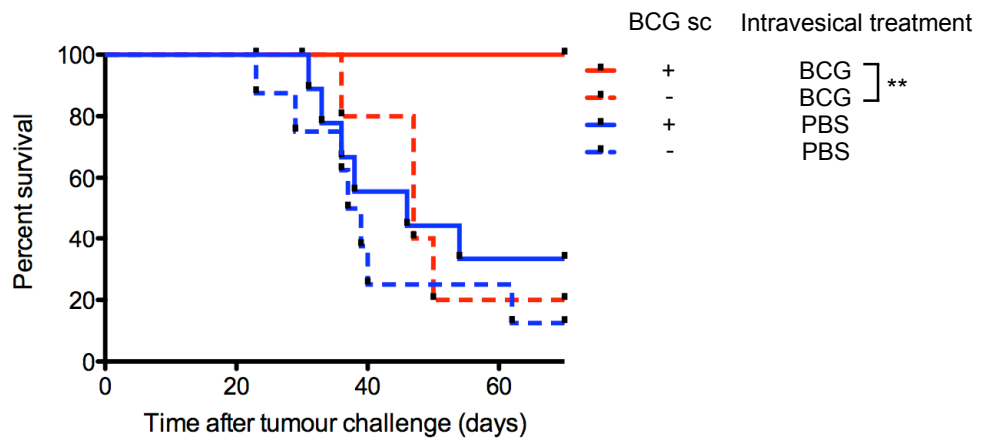 BCG sc Intravesical treatment
+ BCG
- BCG
**
+ PBS
- PBS
Percent survival
100
80
60
40
20
0
0 20 40 60
Time after tumour challenge (days)